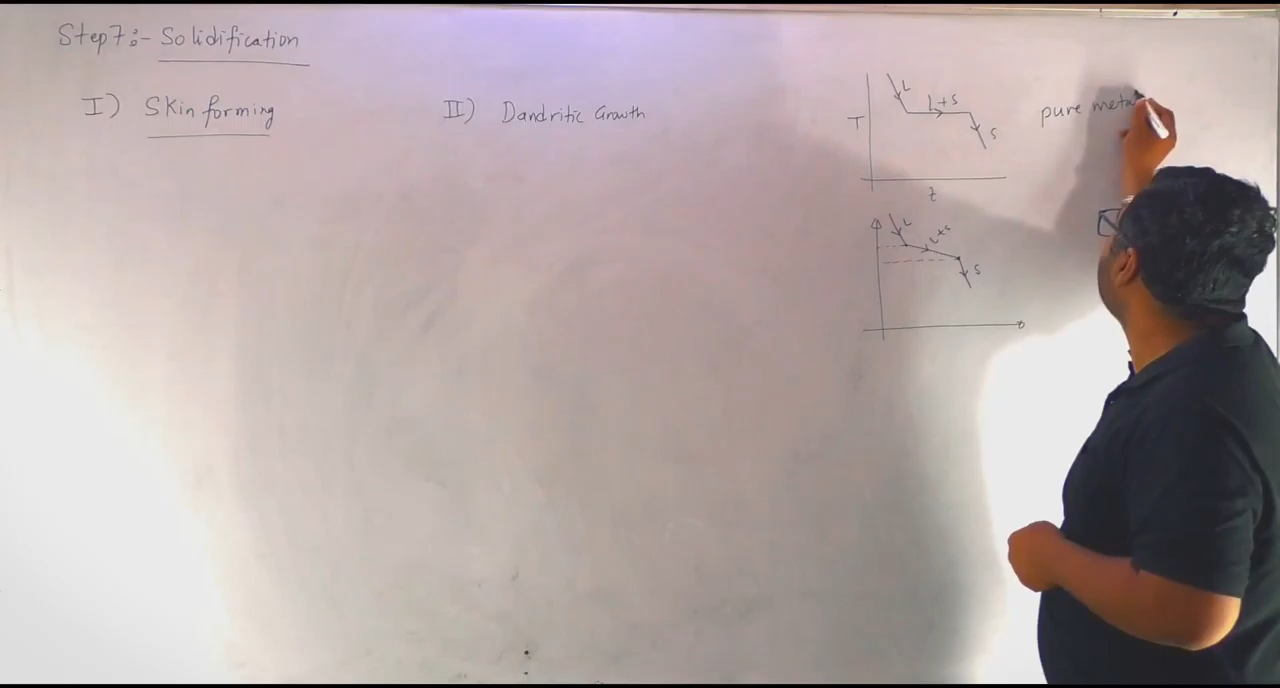 Step 7:- Solidification
I) Skin forming
II) Dandritic Growth
L
L+S
S
T
t
pure meta
L
L+S
S